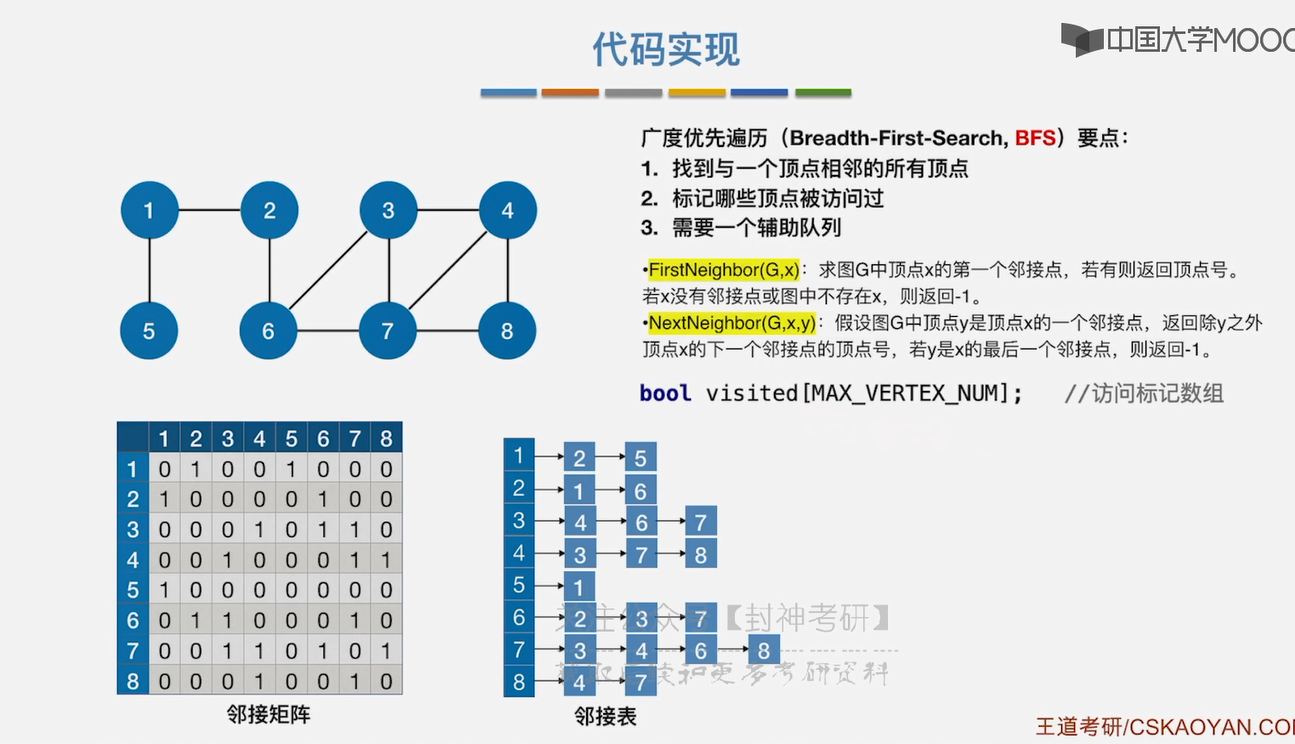 代码实现
中国大学MOOC
广度优先遍历（Breadth-First-Search, BFS）要点：
1. 找到与一个顶点相邻的所有顶点
2. 标记哪些顶点被访问过
3. 需要一个辅助队列
•FirstNeighbor(G,x)：求图G中顶点x的第一个邻接点，若有则返回顶点号。
若x没有邻接点或图中不存在x，则返回-1。
•NextNeighbor(G,x,y)：假设图G中顶点y是顶点x的一个邻接点，返回除y之外
顶点x的下一个邻接点的顶点号，若y是x的最后一个邻接点，则返回-1。
bool visited[MAX_VERTEX_NUM]; //访问标记数组
1 2 3 4
5 6 7 8
1 2 3 4 5 6 7 8
1 0 1 0 0 1 0 0 0
2 1 0 0 0 0 1 0 0
3 0 0 0 1 0 1 1 0
4 0 0 1 0 0 0 1 1
5 1 0 0 0 0 0 0 0
6 0 1 1 0 0 0 1 0
7 0 0 1 1 0 1 0 1
8 0 0 0 1 0 0 1 0
邻接矩阵
1 2 5
2 1 6
3 4 6 7
4 3 7 8
5 1
6 2 3 7
7 3 4 6 8
8 4 7
邻接表
【封神考研】
和更多考研资料
王道考研/CSKAOYAN.COM